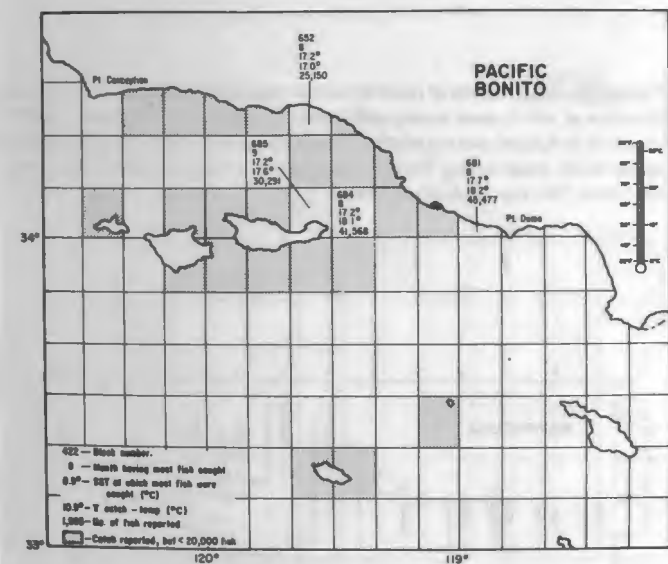 PACIFIC
BONITO
Pt. Conception
652
8
17.2°
17.0°
25,150
685
9
17.2°
17.6°
30,291
684
8
17.2°
18.1°
41,568
681
8
17.7°
18.2°
45,477
Pt. Dume
34°
33°
120°
119°
422 — Block number.
— Month having most fish caught
— SST at which most fish were
caught (°C)
10.9° — T catch – temp (°C)
— No. of fish reported
— Catch reported, but < 20,000 fish